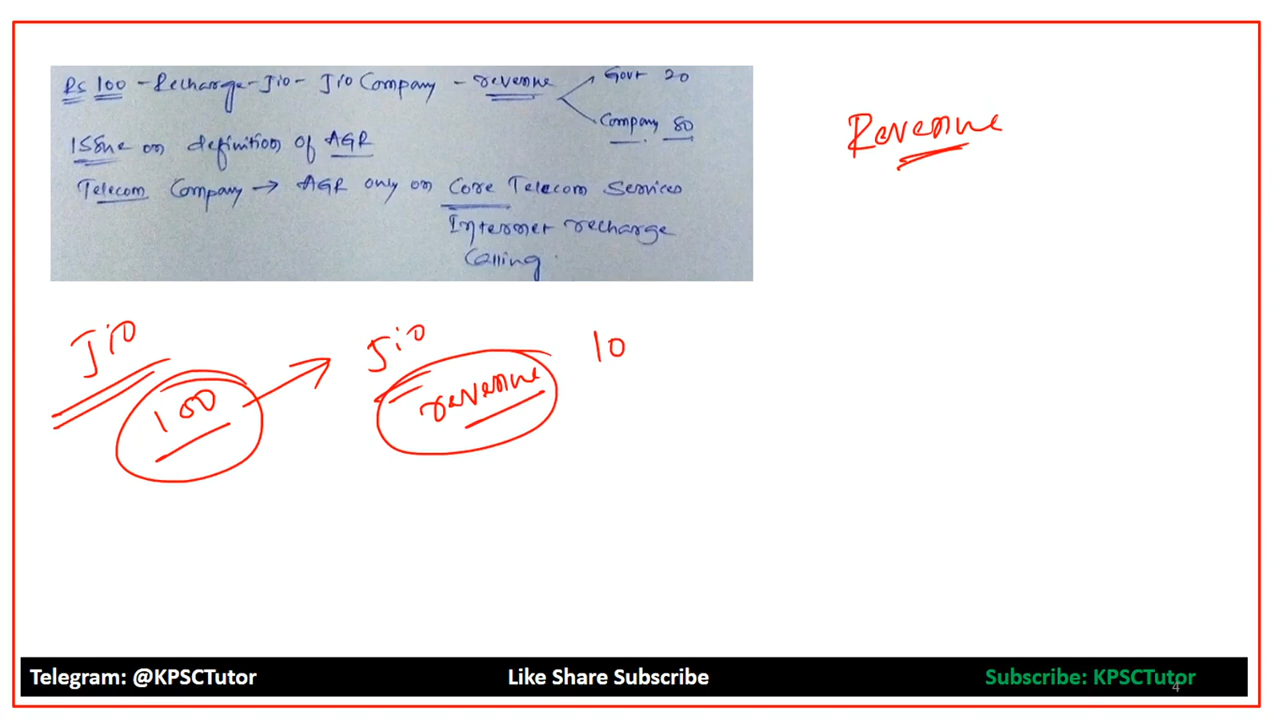 Rs 100 - Recharge - Jio - Jio Company - revenue
Govt 20
Company 80
Issue on definition of AGR
Telecom Company → AGR only on Core Telecom Services
Internet recharge
Calling
Revenue
Jio
100
Jio
revenue
10
Telegram: @KPSCTutor
Like Share Subscribe
Subscribe: KPSCTutor
4